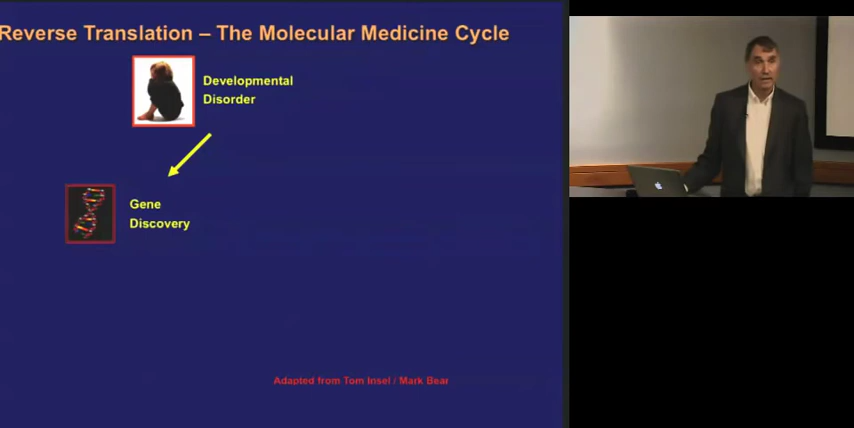 Reverse Translation – The Molecular Medicine Cycle
Developmental
Disorder
Gene
Discovery
Adapted from Tom Insel / Mark Bear